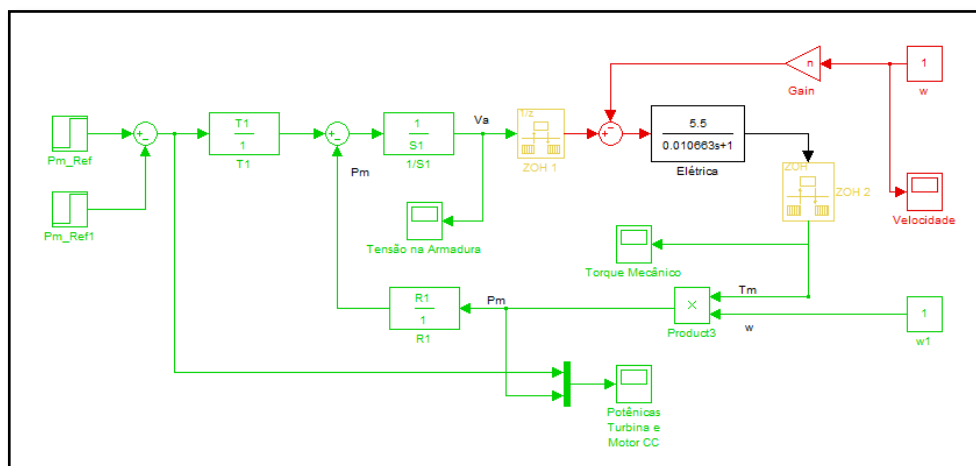 n
Gain
1
w
Pm_Ref
T1
1
T1
1
S1
1/S1
Va
1/z
ZOH 1
5.5
0.010663s+1
Elétrica
ZOH
ZOH 2
Velocidade
Pm
Pm_Ref1
Tensão na Armadura
Torque Mecânico
R1
1
R1
Pm
Tm
×
w
Product3
1
w1
Potênicas
Turbina e
Motor CC